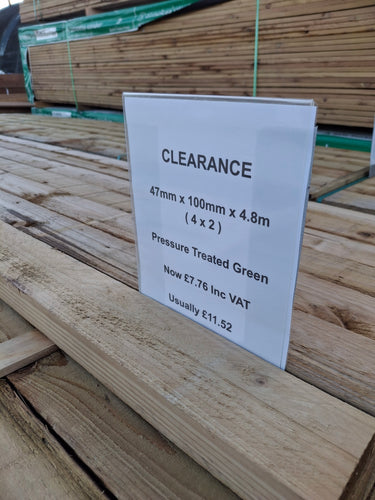 CLEARANCE
47mm x 100mm x 4.8m
( 4 x 2 )
Pressure Treated Green
Now £7.76 Inc VAT
Usually £11.52